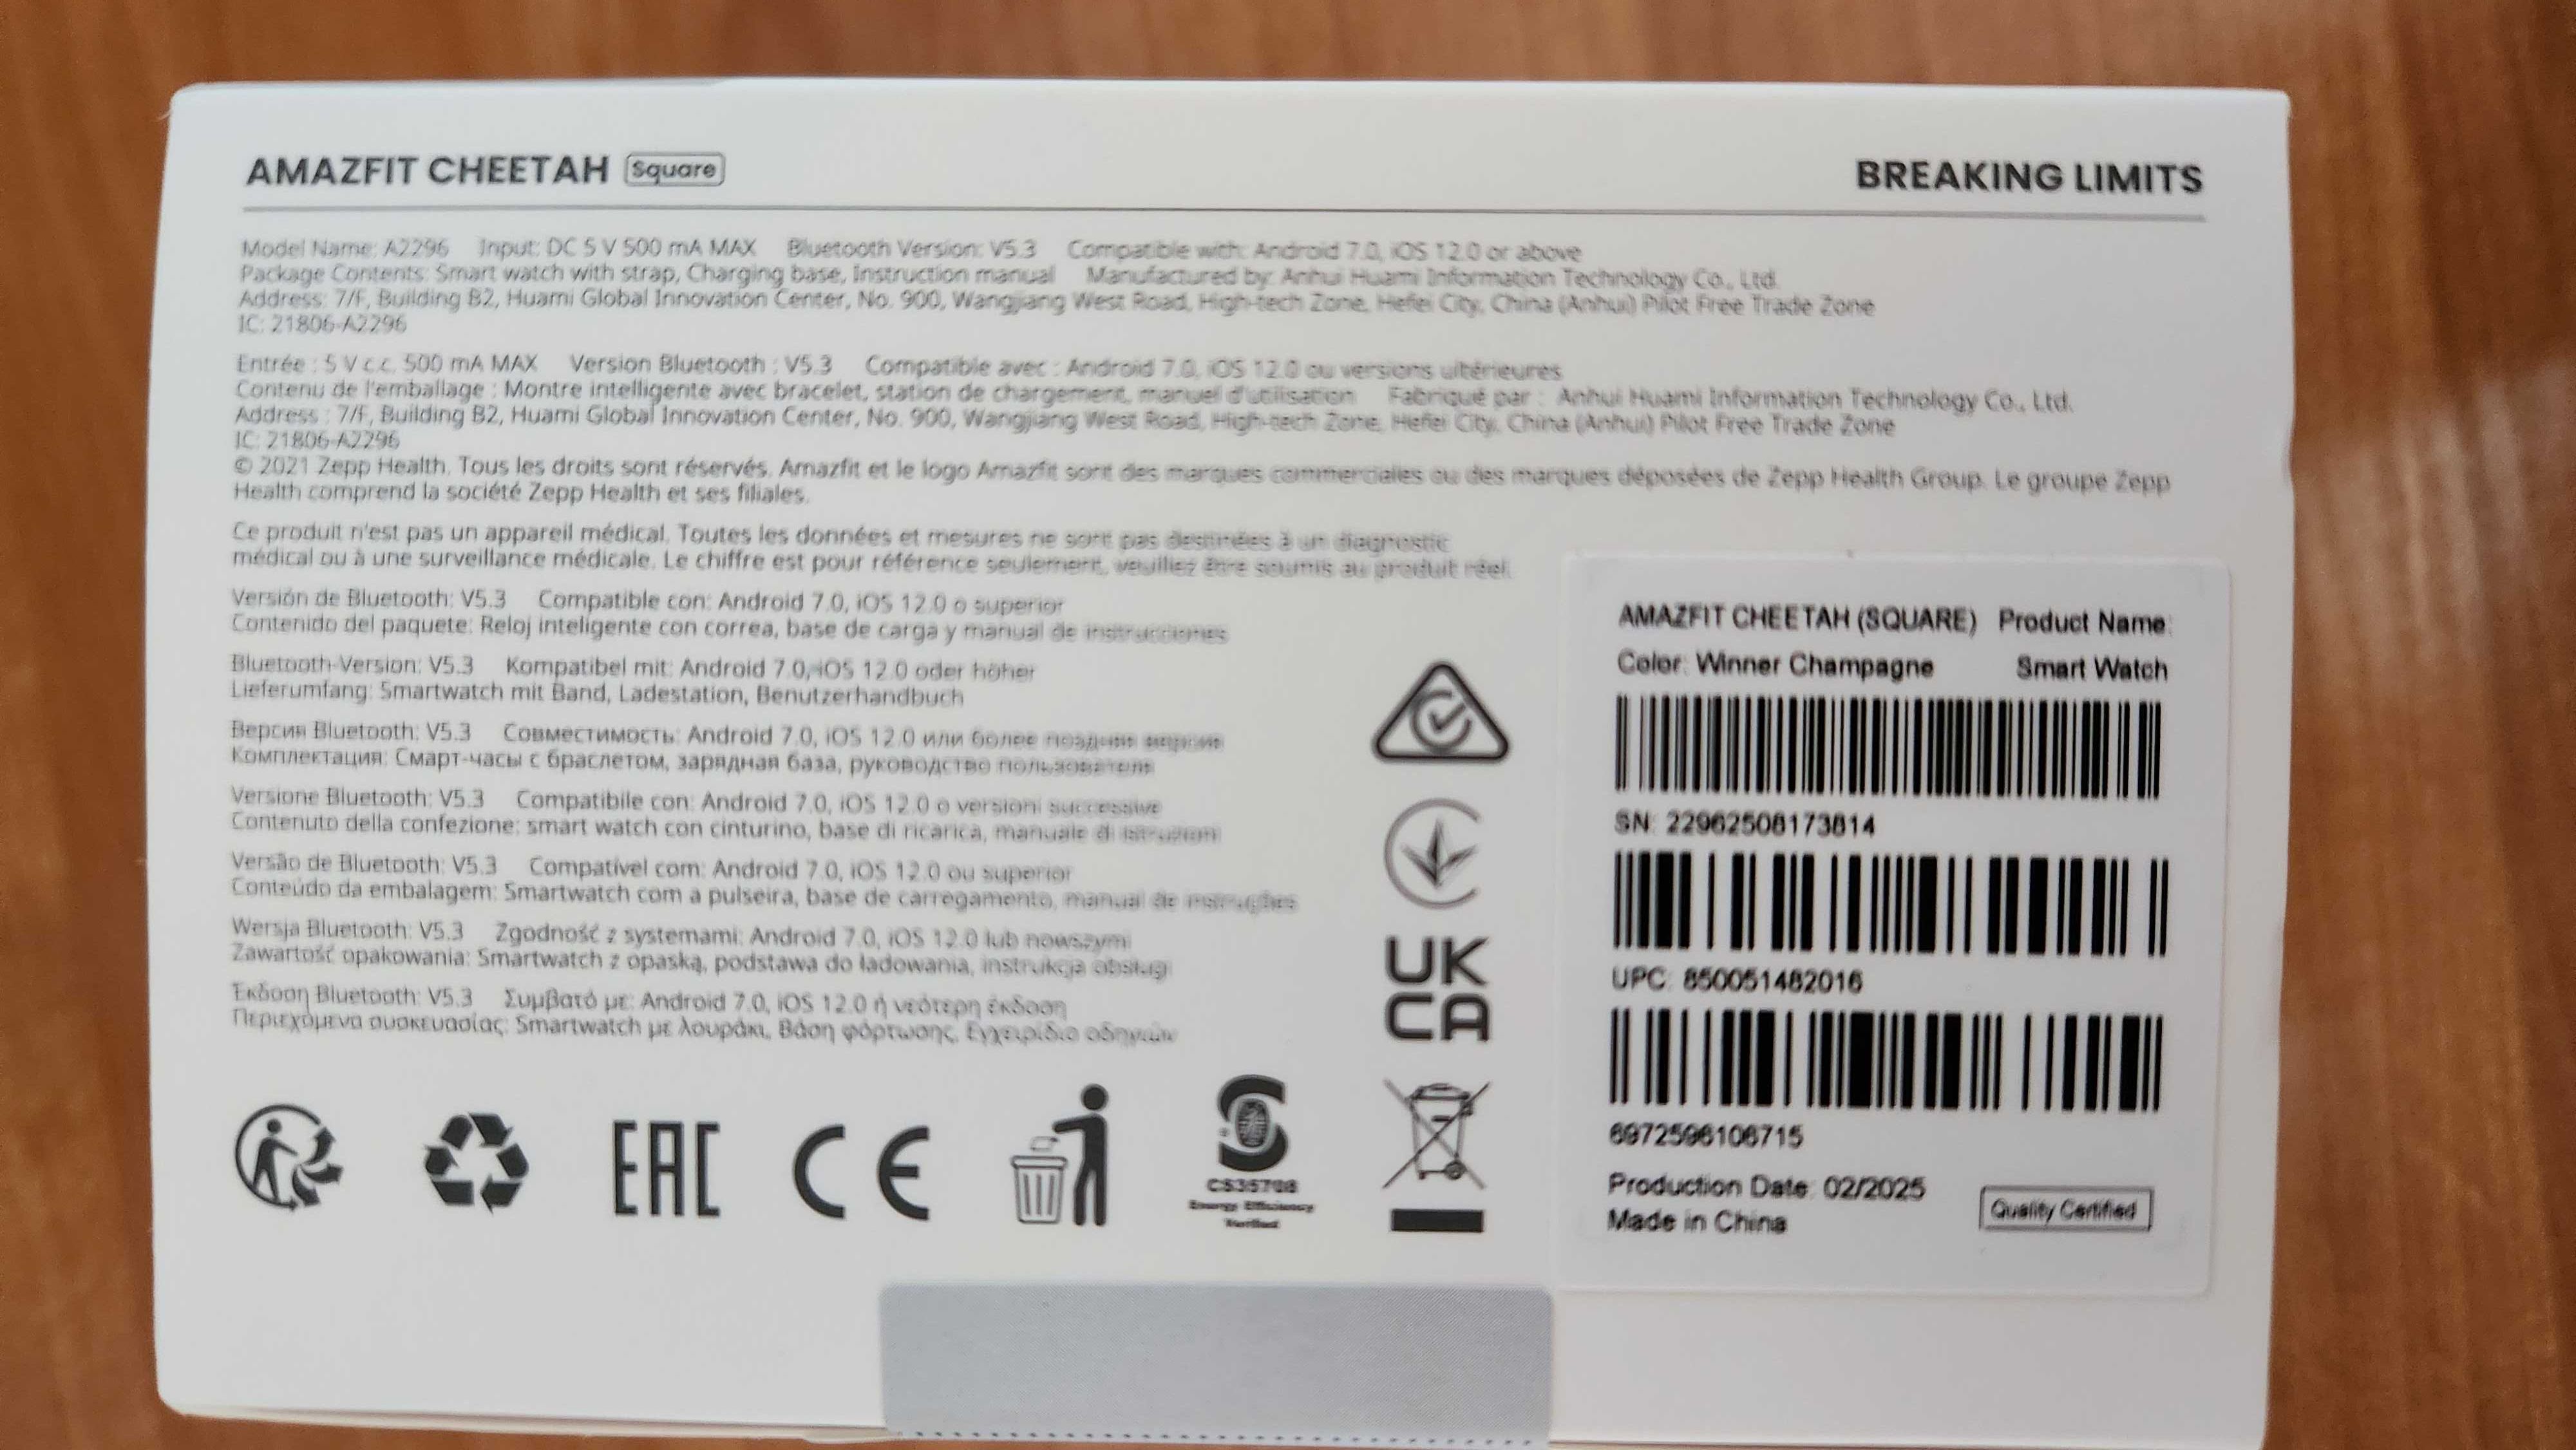 AMAZFIT CHEETAH Square
BREAKING LIMITS
Model Name: A2296 Input: DC 5 V 500 mA MAX Bluetooth Version: V5.3 Compatible with: Android 7.0, iOS 12.0 or above
Package Contents: Smart watch with strap, Charging base, Instruction manual Manufactured by: Anhui Huami Information Technology Co., Ltd.
Address: 7/F, Building B2, Huami Global Innovation Center, No. 900, Wangjiang West Road, High-tech Zone, Hefei City, China (Anhui) Pilot Free Trade Zone
IC: 21806-A2296
Entrée : 5 V c.c. 500 mA MAX Version Bluetooth : V5.3 Compatible avec : Android 7.0, iOS 12.0 ou versions ultérieures
Contenu de l'emballage : Montre intelligente avec bracelet, station de chargement, manuel d'utilisation Fabriqué par : Anhui Huami Information Technology Co., Ltd.
Address : 7/F, Building B2, Huami Global Innovation Center, No. 900, Wangjiang West Road, High-tech Zone, Hefei City, China (Anhui) Pilot Free Trade Zone
IC: 21806-A2296
© 2021 Zepp Health. Tous les droits sont réservés. Amazfit et le logo Amazfit sont des marques commerciales ou des marques déposées de Zepp Health Group. Le groupe Zepp
Health comprend la société Zepp Health et ses filiales.
Ce produit n'est pas un appareil médical. Toutes les données et mesures ne sont pas destinées à un diagnostic
médical ou à une surveillance médicale. Le chiffre est pour référence seulement, veuillez être soumis au produit réel.
Versión de Bluetooth: V5.3 Compatible con: Android 7.0, iOS 12.0 o superior
Contenido del paquete: Reloj inteligente con correa, base de carga y manual de instrucciones
Bluetooth-Version: V5.3 Kompatibel mit: Android 7.0, iOS 12.0 oder höher
Lieferumfang: Smartwatch mit Band, Ladestation, Benutzerhandbuch
Версия Bluetooth: V5.3 Совместимость: Android 7.0, iOS 12.0 или более поздние версии
Комплектация: Смарт-часы с браслетом, зарядная база, руководство пользователя
Versione Bluetooth: V5.3 Compatibile con: Android 7.0, iOS 12.0 o versioni successive
Contenuto della confezione: smart watch con cinturino, base di ricarica, manuale di istruzioni
Versão de Bluetooth: V5.3 Compatível com: Android 7.0, iOS 12.0 ou superior
Conteúdo da embalagem: Smartwatch com a pulseira, base de carregamento, manual de instruções
Wersja Bluetooth: V5.3 Zgodność z systemami: Android 7.0, iOS 12.0 lub nowszymi
Zawartość opakowania: Smartwatch z opaską, podstawa do ładowania, instrukcja obsługi
Έκδοση Bluetooth: V5.3 Συμβατό με: Android 7.0, iOS 12.0 ή νεότερη έκδοση
Περιεχόμενα συσκευασίας: Smartwatch με λουράκι, Βάση φόρτωσης, Εγχειρίδιο οδηγιών
UK
CA
EAC
CE
CS35708
Energy Efficiency
Verified
AMAZFIT CHEETAH (SQUARE) Product Name:
Color: Winner Champagne Smart Watch
SN: 22962508173814
UPC: 850051482016
6972596106715
Production Date: 02/2025
Made in China
Quality Certified